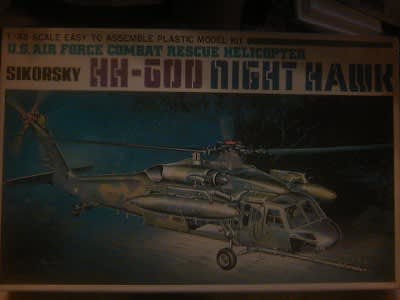 1/48 SCALE EASY TO ASSEMBLE PLASTIC MODEL KIT
U.S. AIR FORCE COMBAT RESCUE HELICOPTER
SIKORSKY HH-60D NIGHT HAWK